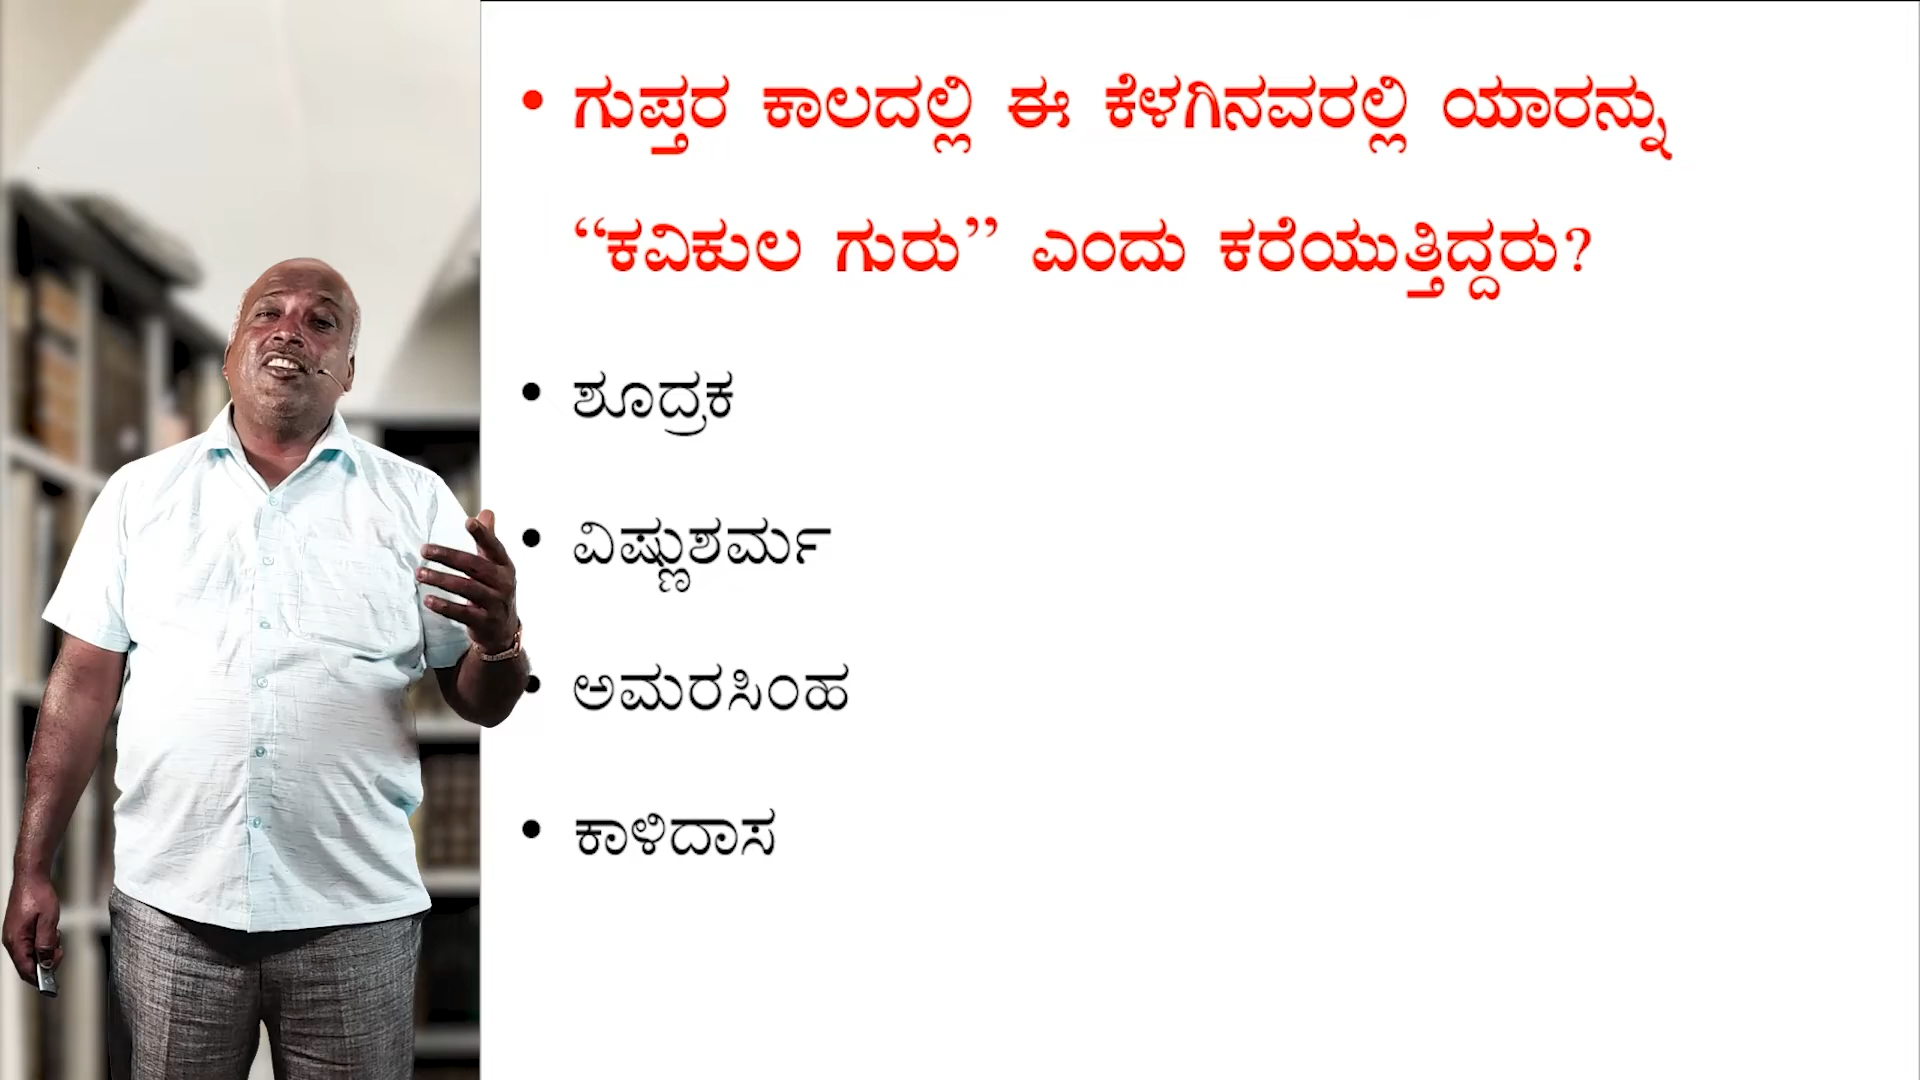 • ಗುಪ್ತರ ಕಾಲದಲ್ಲಿ ಈ ಕೆಳಗಿನವರಲ್ಲಿ ಯಾರನ್ನು
“ಕವಿಕುಲ ಗುರು” ಎಂದು ಕರೆಯುತ್ತಿದ್ದರು?
• ಶೂದ್ರಕ
• ವಿಷ್ಣುಶರ್ಮ
• ಅಮರಸಿಂಹ
• ಕಾಳಿದಾಸ